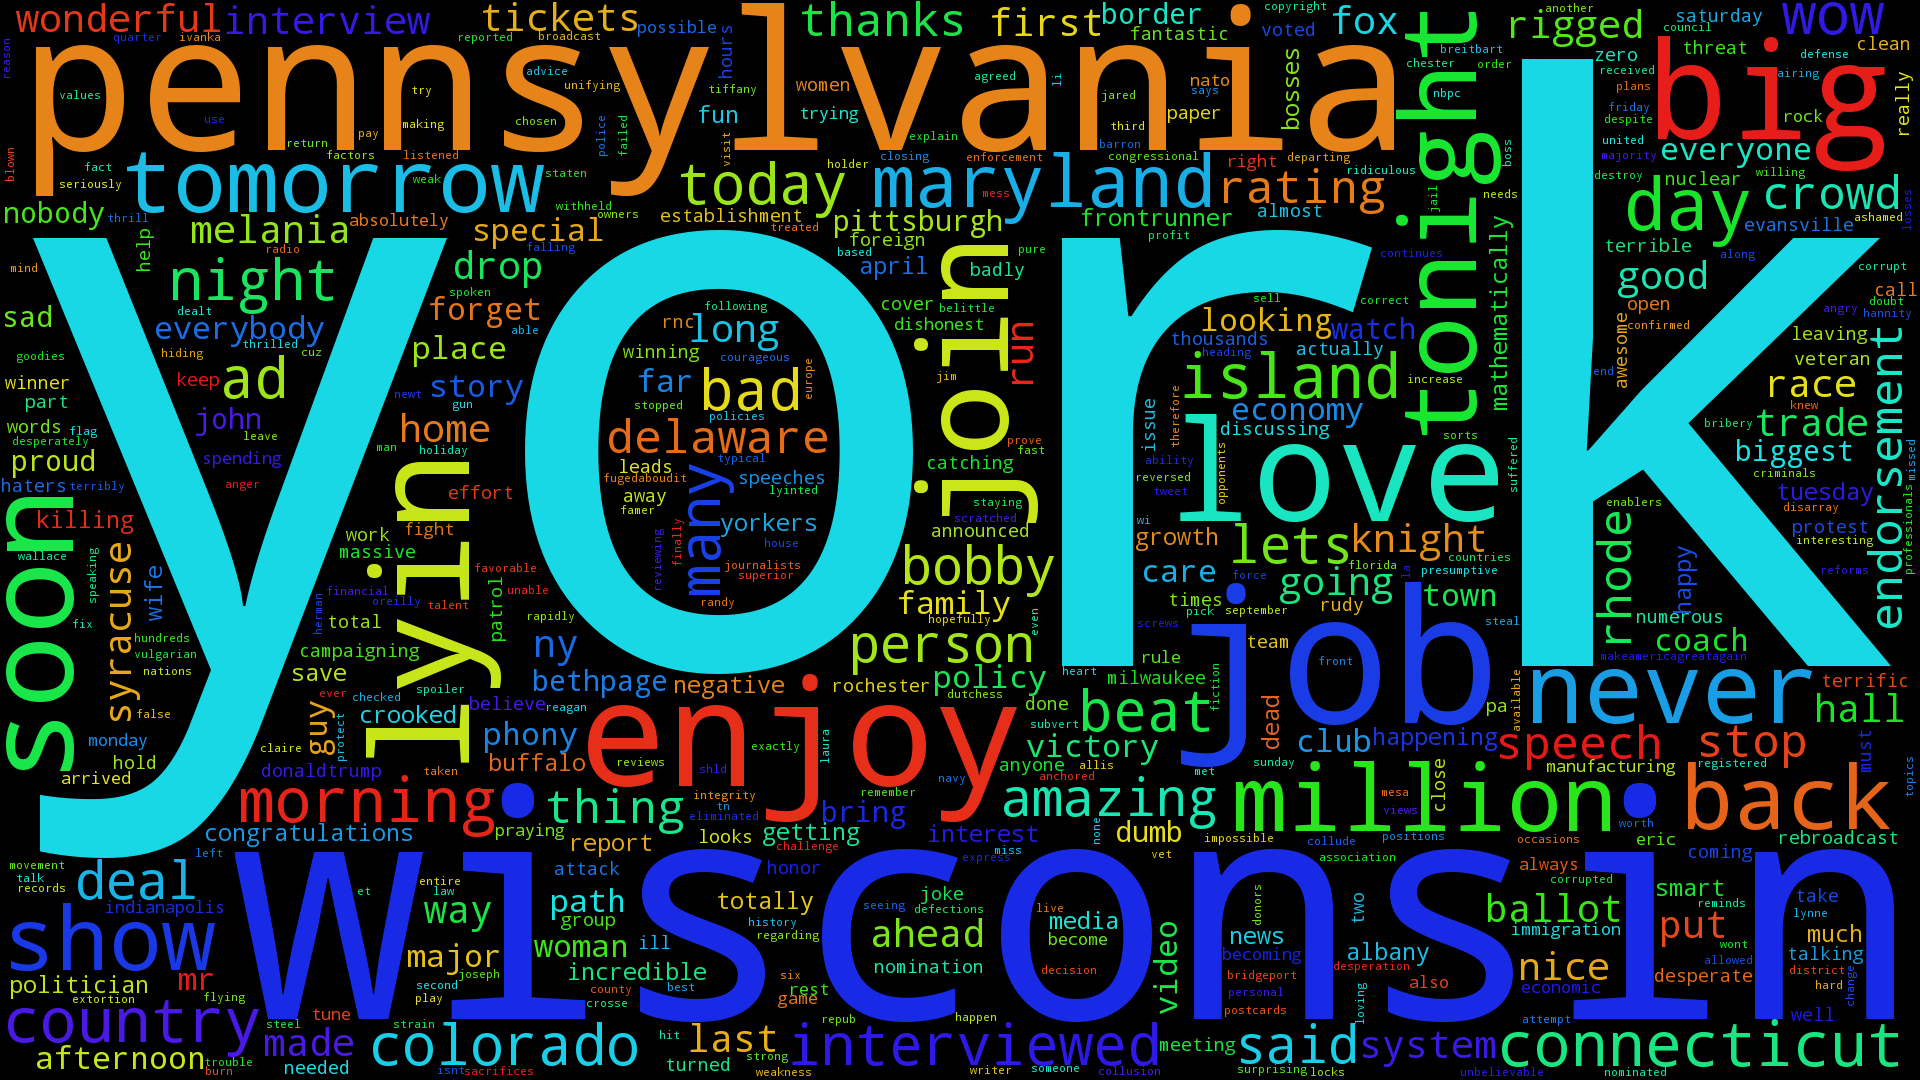 wonderful interview tickets thanks first border fox rigged wow
pennsylvania
tonight
big
tomorrow today maryland rating everyone
day crowd
nobody melania special pittsburgh frontrunner
night drop
york
join
sad everybody forget long looking watch good
ad place story far bad island
winner john home delaware economy race
love trade
words proud many biggest
haters killing effort yorkers announced growth lets knight tuesday
soon syracuse lyin
bobby care going town rhode endorsement
wife family person job coach
campaigning save ny bethpage negative rochester policy milwaukee
crooked believe enjoy beat never hall
guy phony buffalo victory club happening speech stop
monday hold arrived donaldtrump
morning thing bring amazing million back
congratulations praying report looks getting interest dumb rebroadcast
deal way path totally joke media ballot smart put
wisconsin
show major woman group ill incredible ahead nomination video news albany nice
politician mr
country made colorado last interviewed said system connecticut
afternoon needed turned meeting
copyright another saturday council
quarter ivanka reported broadcast possible fantastic voted breitbart threat clean
reason hours women nato bosses zero defense
values advice unifying tiffany agreed li says chester order received airing
try chosen fun trying paper jared third nbpc plans really
use making pay police failed visit explain barron friday despite rock
return factors listened closing enforcement congressional right departing boss united majority
blown fact seriously weak staten holder mess ridiculous jail needs destroy nuclear willing
thrill absolutely withheld owners establishment treated foreign almost profit mathematically evansville ashamed losses
help radio falling based april badly pure continues terrible along corrupt
mind dealt spoken cover belittle sell correct open call doubt
goodies hiding thrilled cuz able following rnc dishonest thousands actually confirmed angry hannity
keep newt winning courageous europe jim run heading increase awesome leaving veteran
part gun stopped policies issue therefore discussing end knew bribery
desperately flag leave man holiday leads typical prove fast sorts
terribly spending anger fugedaboudit speeches catching ability reversed tweet opponents suffered criminals missed
away lyinted famer staying scratched wi enablers disarray professionals protest
wallace work fight massive finally reviewing house journalists superior randy countries florida presumptive interesting
speaking financial oreilly favorable unable talent patrol times force la happy reforms
fix herman total rapidly hopefully even september pick rudy numerous steal
hundreds vulgarian nations screws team rule front makeamericagreatagain
false ever checked spoiler reagan dutchess done heart fiction pa available terrific
claire protect taken exactly reviews laura subvert anyone dead sunday manufacturing registered must
integrity tn eliminated shld remember navy anchored allis met mesa views close topics
left challenge miss none vet impossible collude positions occasions worth eric
movement talk records et entire law attack honor express association always coming
indianapolis history regarding seeing defections live become donors two corrupted immigration reminds lynne take
second play joseph county crosse best decision becoming bridgeport personal desperation also desperate wont allowed much talking district hard change
extortion flying tune six game rest postcards loving economic well
steel strain hit repub happen attempt
trouble burn isnt sacrifices strong weakness writer someone collusion surprising locks unbelievable nominated